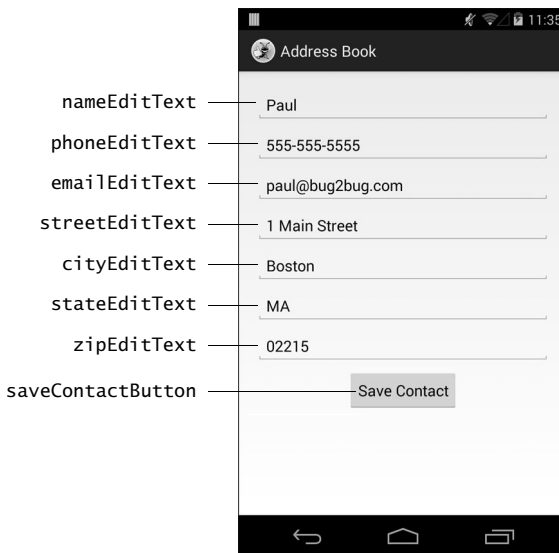 11:35
Address Book
nameEditText Paul
phoneEditText 555-555-5555
emailEditText paul@bug2bug.com
streetEditText 1 Main Street
cityEditText Boston
stateEditText MA
zipEditText 02215
saveContactButton Save Contact